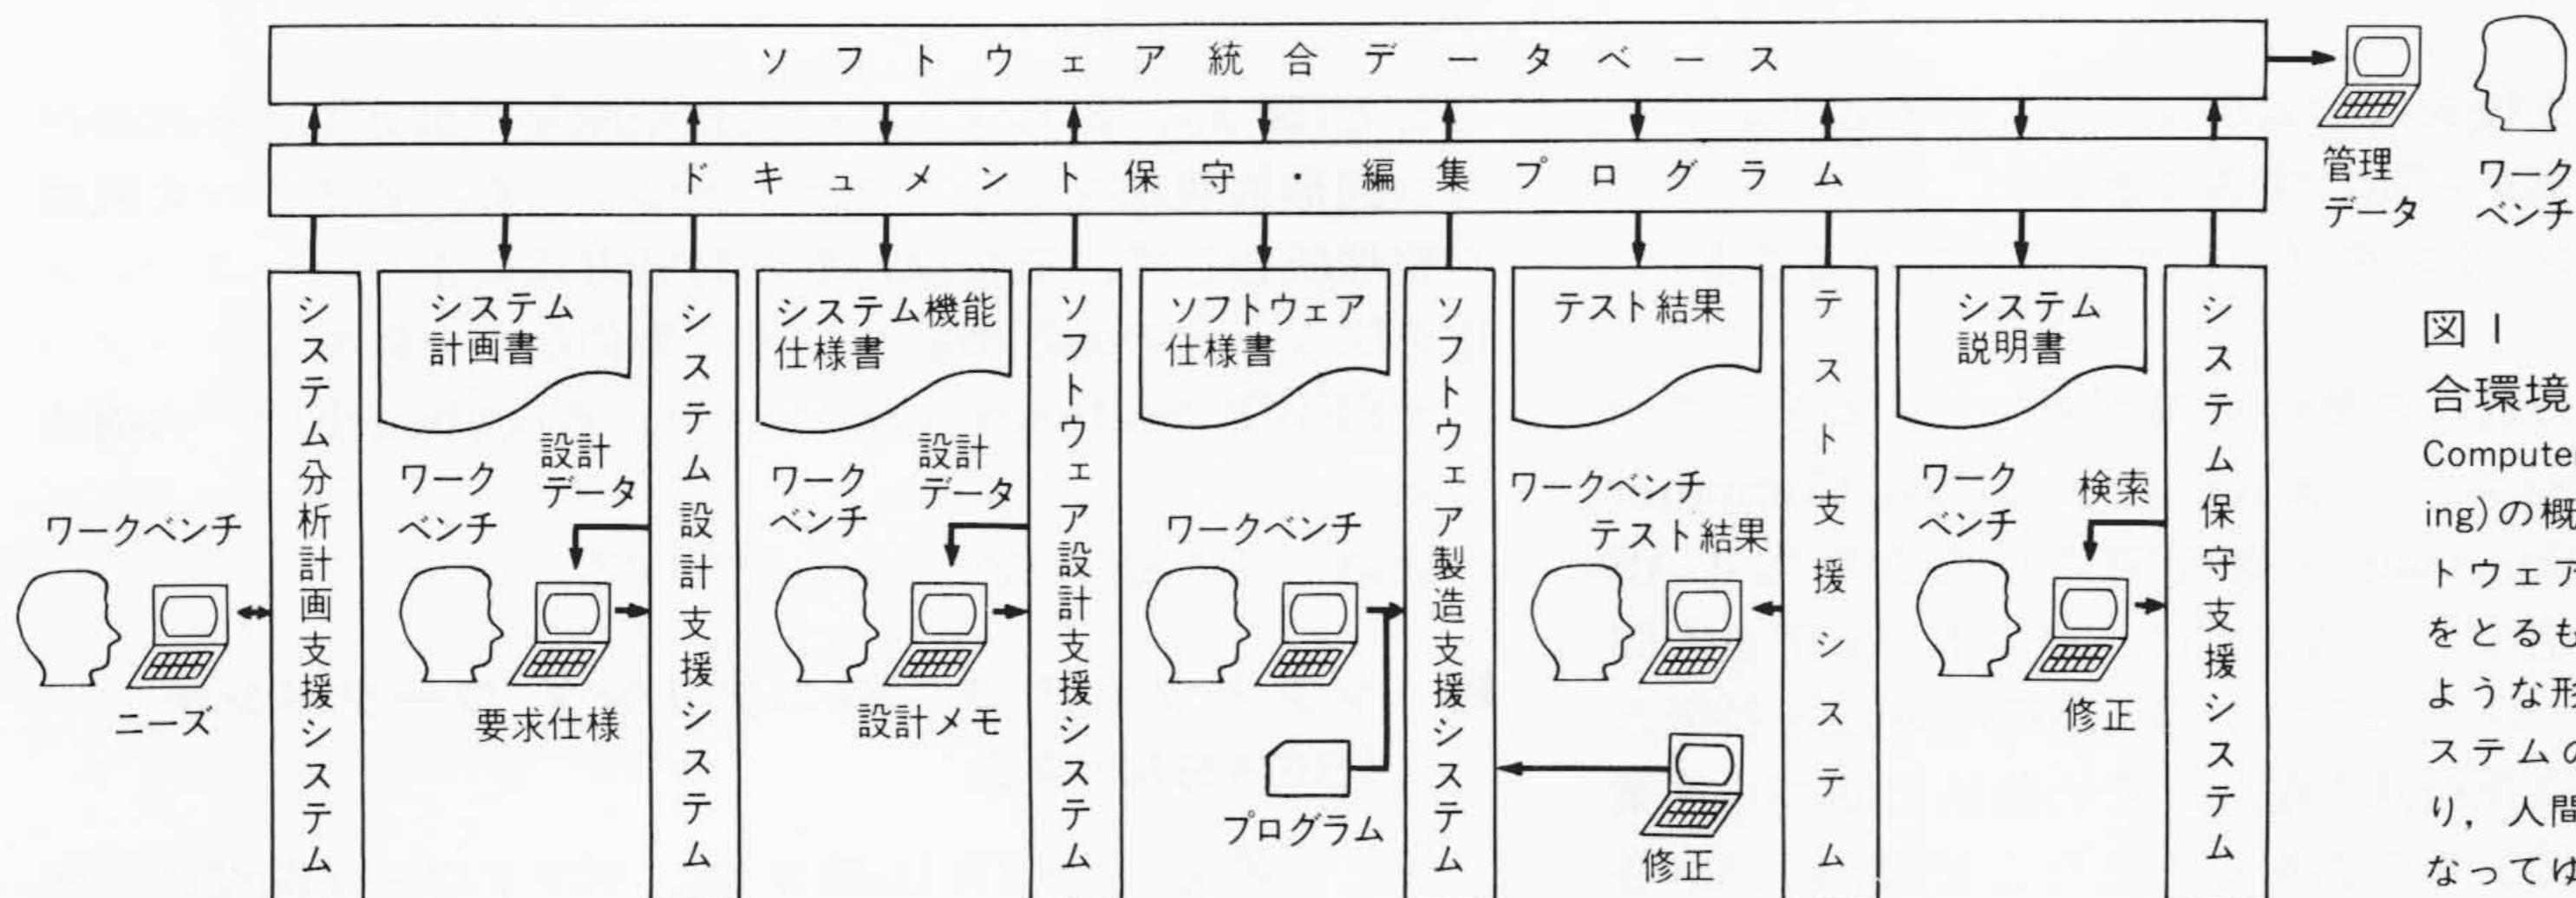 ソフトウェア統合データベース
ドキュメント保守・編集プログラム
管理
データ
ワーク
ベンチ
システム分析計画支援システム
システム
計画書
システム設計支援システム
システム機能
仕様書
ソフトウェア設計支援システム
ソフトウェア
仕様書
ソフトウェア製造支援システム
テスト結果
テスト支援システム
システム
説明書
システム保守支援システム
ワークベンチ
ニーズ
ワーク
ベンチ
設計
データ
要求仕様
ワーク
ベンチ
設計
データ
設計メモ
ワークベンチ
プログラム
ワークベンチ
テスト結果
修正
ワーク
ベンチ
検索
修正
図1
合環境
Computer
ing)の概
トウェア
をとるも
ような形
ステムの
り，人間
なってゆ